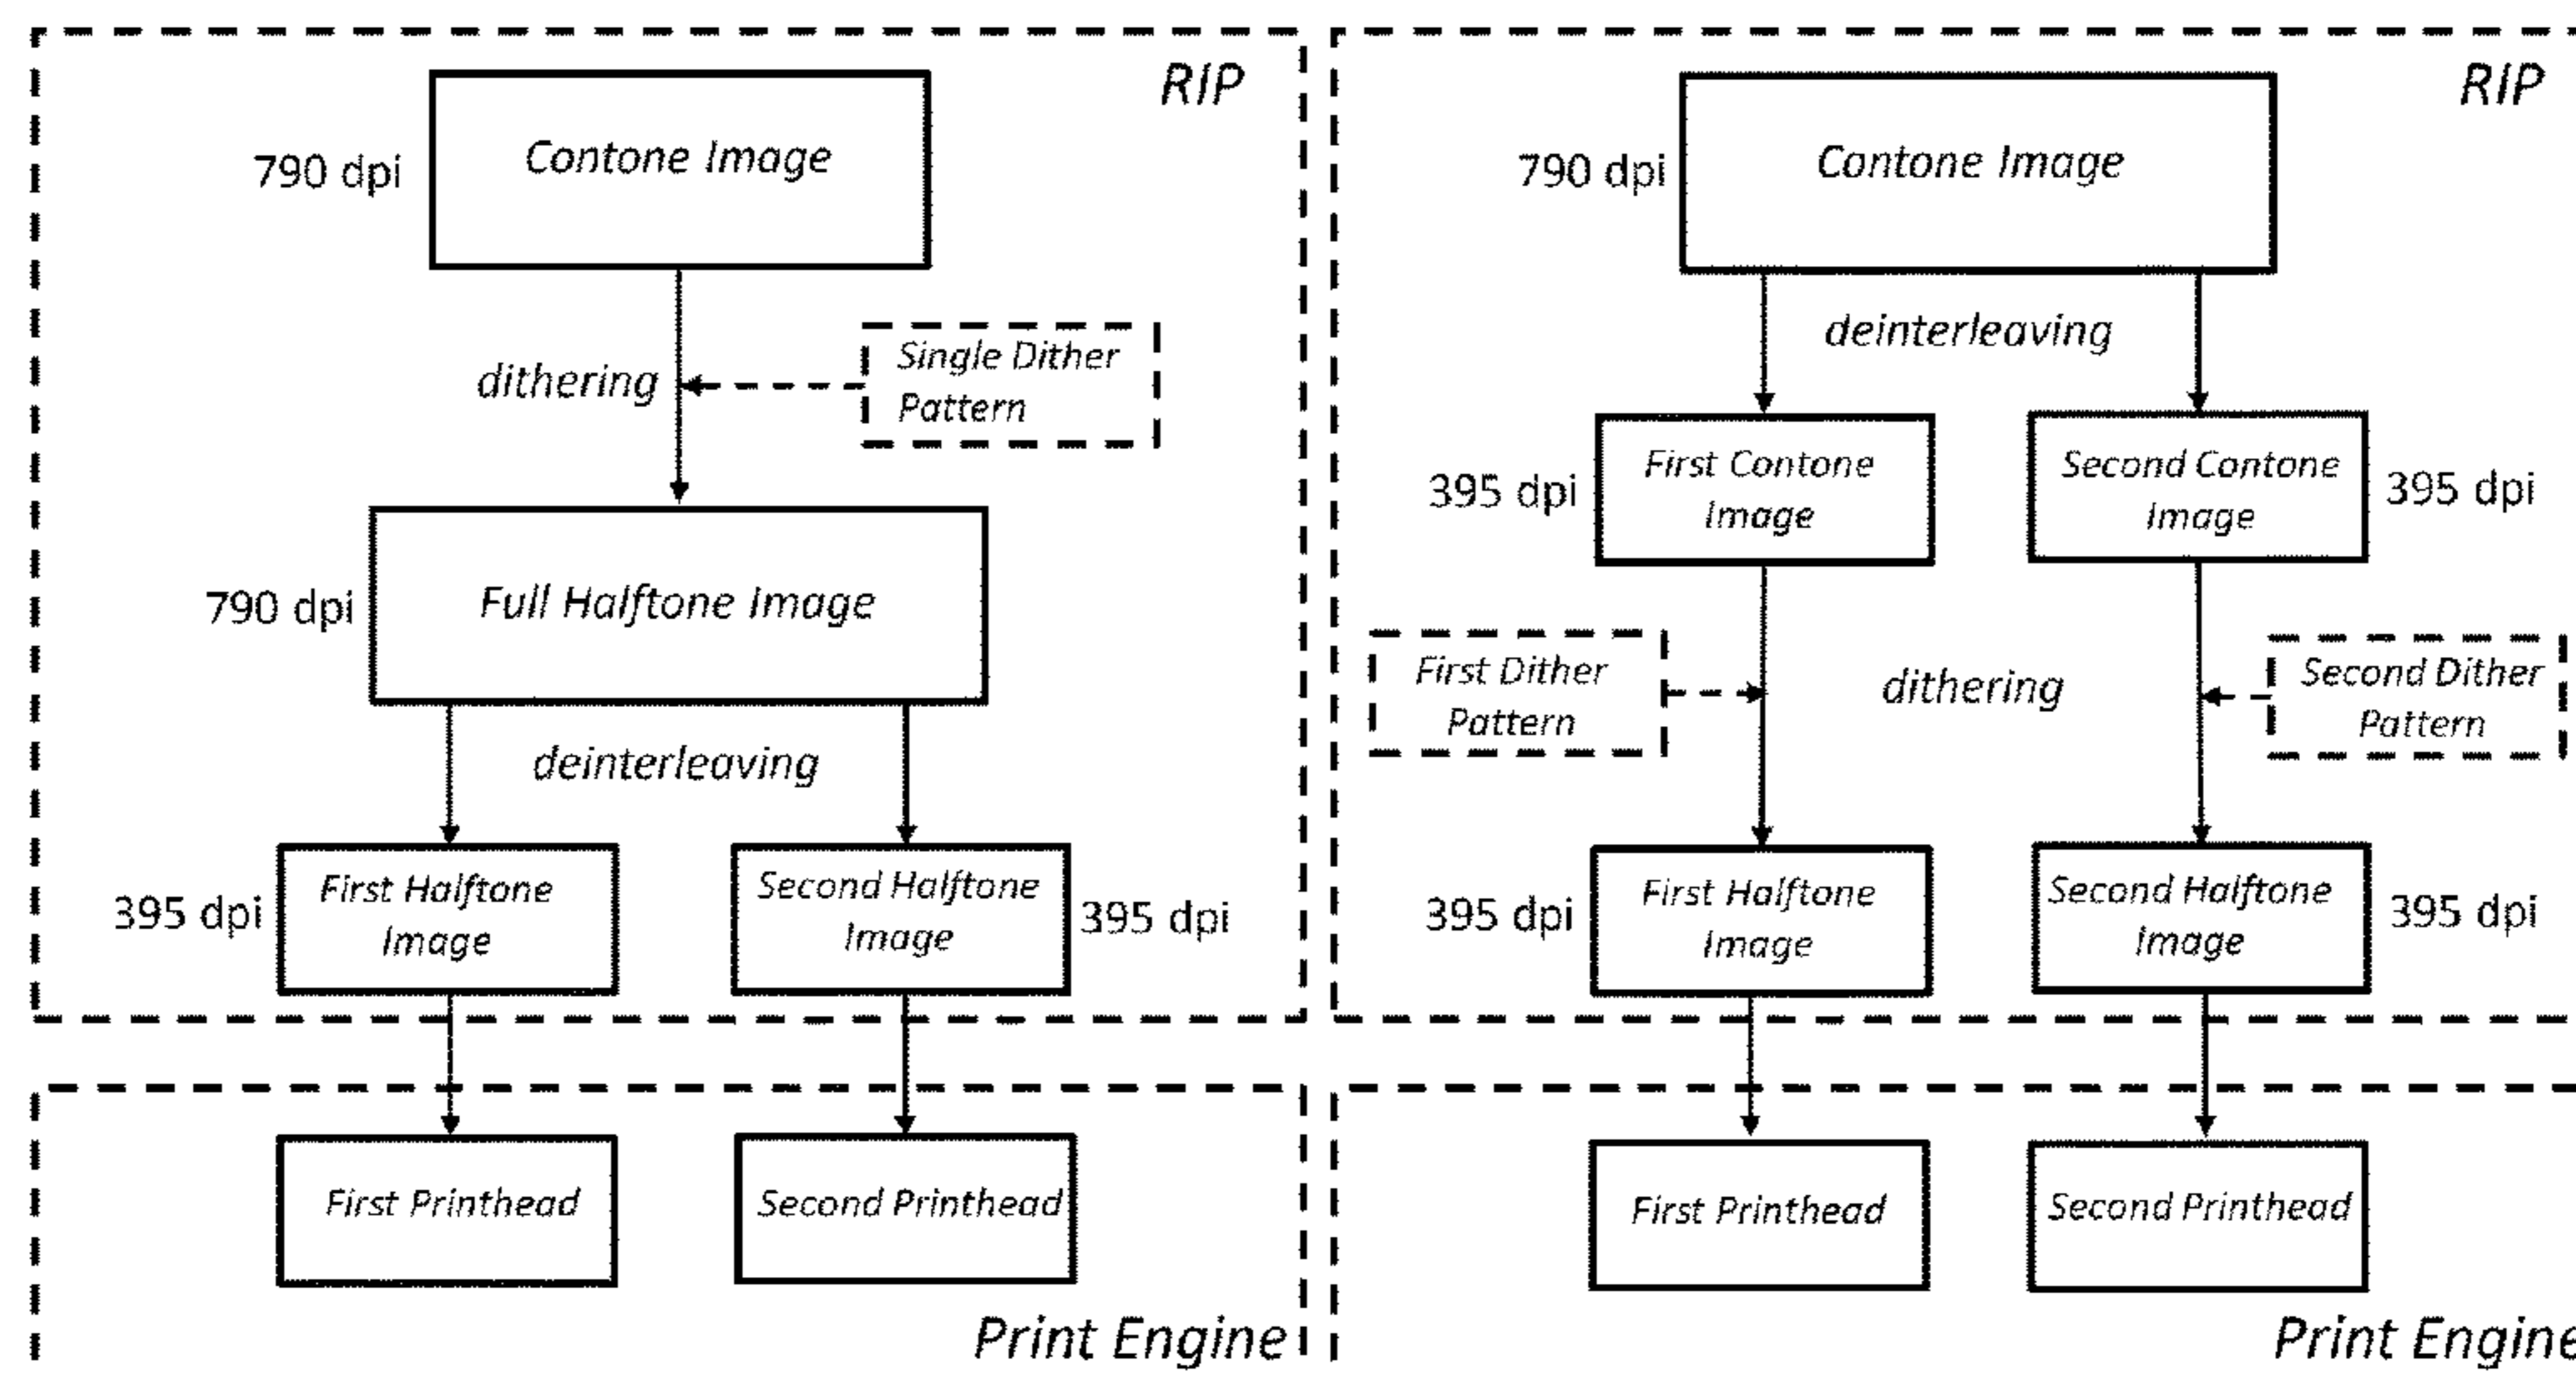 RIP
790 dpi
Contone Image
dithering
Single Dither
Pattern
790 dpi
Full Halftone Image
deinterleaving
395 dpi
First Halftone
Image
Second Halftone
Image
395 dpi
First Printhead
Second Printhead
Print Engine
RIP
790 dpi
Contone Image
deinterleaving
395 dpi
First Contone
Image
Second Contone
Image
395 dpi
First Dither
Pattern
dithering
Second Dither
Pattern
395 dpi
First Halftone
Image
Second Halftone
Image
395 dpi
First Printhead
Second Printhead
Print Engine